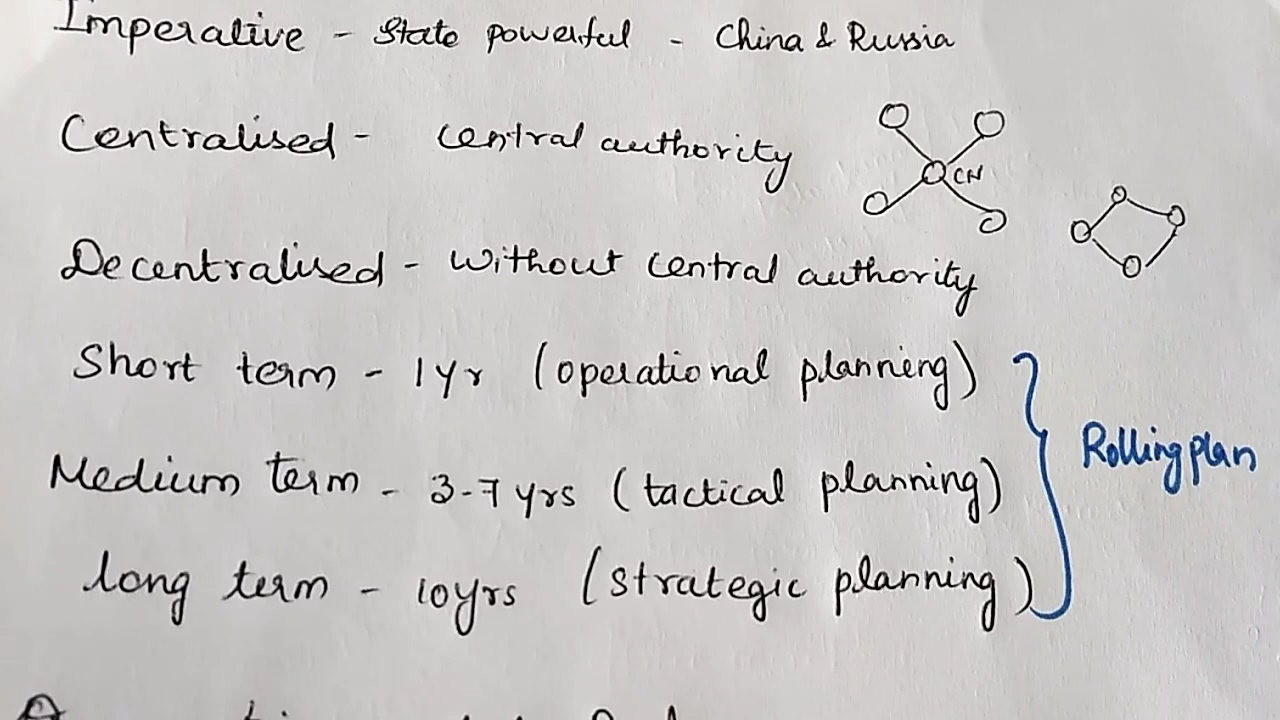 Imperative - State powerful - China & Russia
Centralised - central authority
CN
Decentralised - without central authority
Short term - 1yr (operational planning)
Medium term - 3-7 yrs (tactical planning)
Rolling plan
long term - 10yrs (strategic planning)